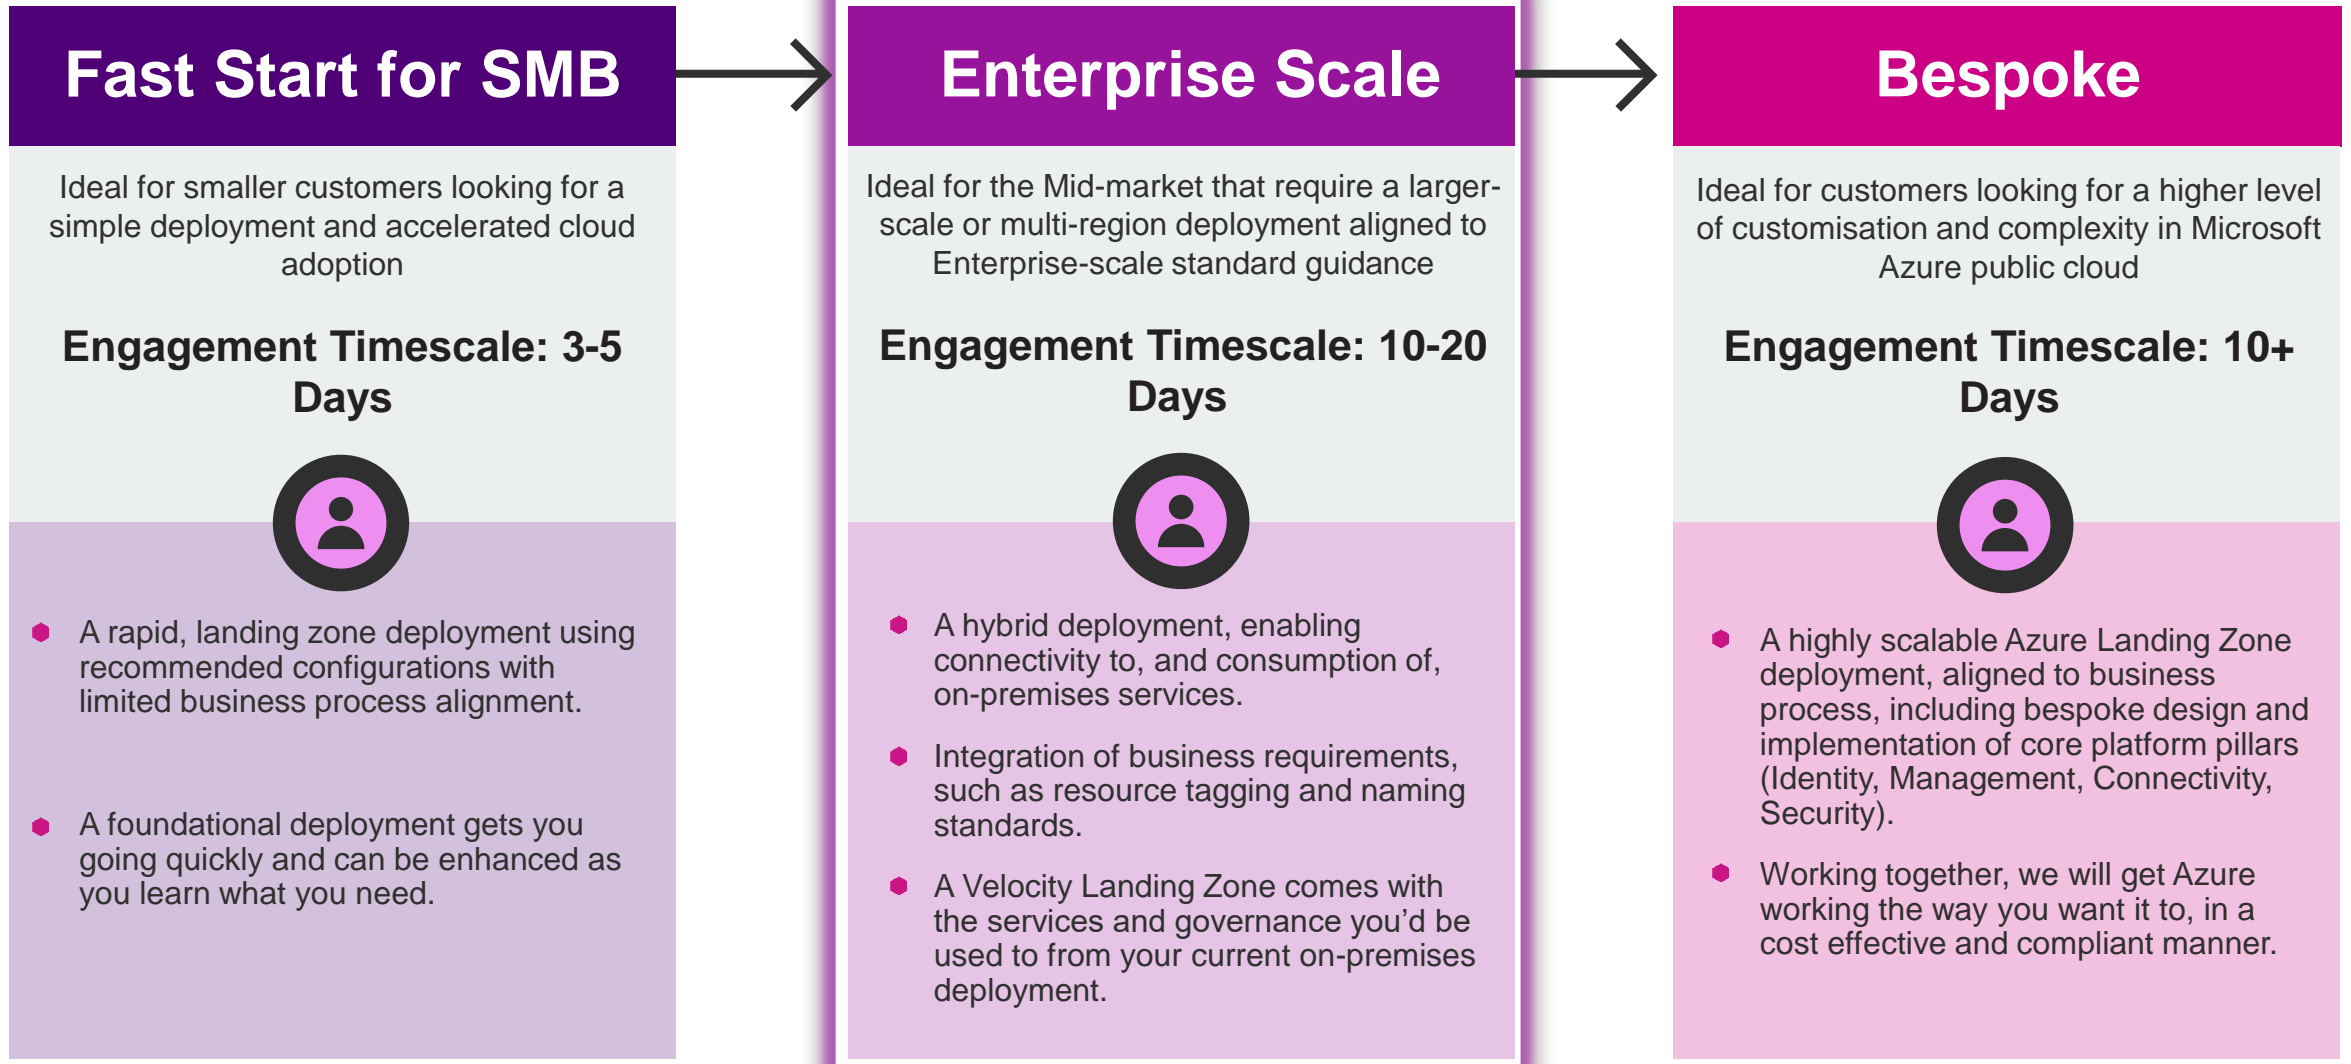 Fast Start for SMB
Ideal for smaller customers looking for a
simple deployment and accelerated cloud
adoption
Engagement Timescale: 3-5
Days
A rapid, landing zone deployment using
recommended configurations with
limited business process alignment.
A foundational deployment gets you
going quickly and can be enhanced as
you learn what you need.
Enterprise Scale
Ideal for the Mid-market that require a larger-
scale or multi-region deployment aligned to
Enterprise-scale standard guidance
Engagement Timescale: 10-20
Days
A hybrid deployment, enabling
connectivity to, and consumption of,
on-premises services.
Integration of business requirements,
such as resource tagging and naming
standards.
A Velocity Landing Zone comes with
the services and governance you’d be
used to from your current on-premises
deployment.
Bespoke
Ideal for customers looking for a higher level
of customisation and complexity in Microsoft
Azure public cloud
Engagement Timescale: 10+
Days
A highly scalable Azure Landing Zone
deployment, aligned to business
process, including bespoke design and
implementation of core platform pillars
(Identity, Management, Connectivity,
Security).
Working together, we will get Azure
working the way you want it to, in a
cost effective and compliant manner.